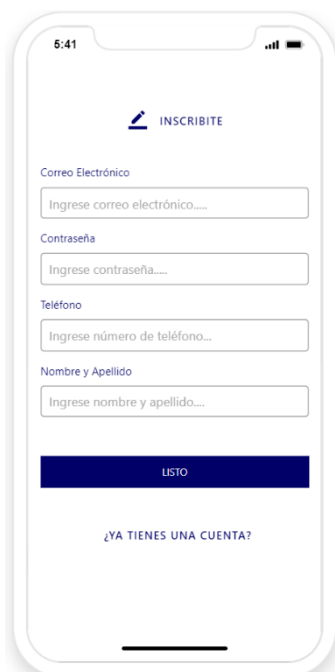 5:41
INSCRIBITE
Correo Electrónico
Ingrese correo electrónico.....
Contraseña
Ingrese contraseña.....
Teléfono
Ingrese número de teléfono...
Nombre y Apellido
Ingrese nombre y apellido....
LISTO
¿YA TIENES UNA CUENTA?